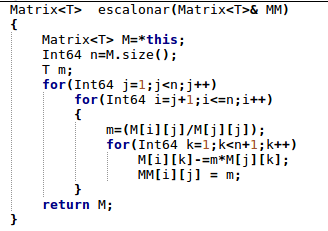 Matrix<T>  escalonar(Matrix<T>& MM)
{
    Matrix<T> M=*this;
    Int64 n=M.size();
    T m;
    for(Int64 j=1;j<n;j++)
        for(Int64 i=j+1;i<=n;i++)
        {
            m=(M[i][j]/M[j][j]);
            for(Int64 k=1;k<n+1;k++)
                M[i][k]-=m*M[j][k];
                MM[i][j] = m;
        }
    return M;
}